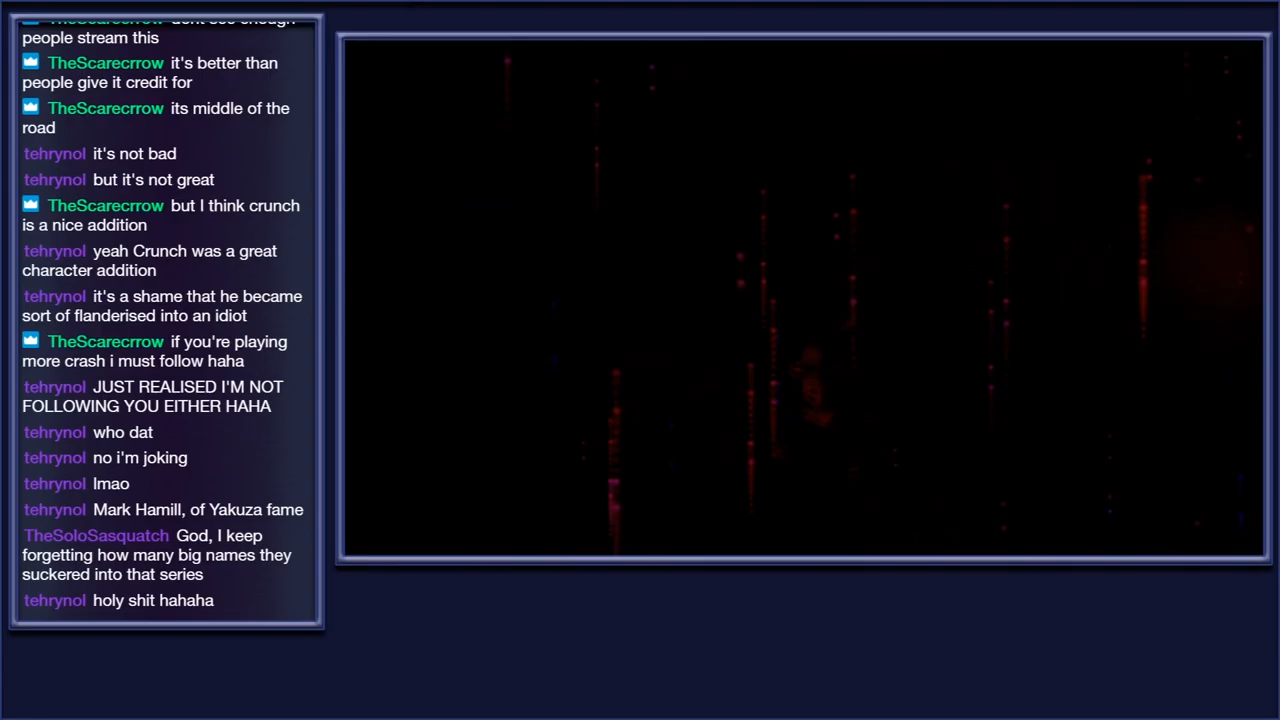 TheScarecrrow dont see enough
people stream this
TheScarecrrow it's better than
people give it credit for
TheScarecrrow its middle of the
road
tehrynol it's not bad
tehrynol but it's not great
TheScarecrrow but I think crunch
is a nice addition
tehrynol yeah Crunch was a great
character addition
tehrynol it's a shame that he became
sort of flanderised into an idiot
TheScarecrrow if you're playing
more crash i must follow haha
tehrynol JUST REALISED I'M NOT
FOLLOWING YOU EITHER HAHA
tehrynol who dat
tehrynol no i'm joking
tehrynol lmao
tehrynol Mark Hamill, of Yakuza fame
TheSoloSasquatch God, I keep
forgetting how many big names they
suckered into that series
tehrynol holy shit hahaha